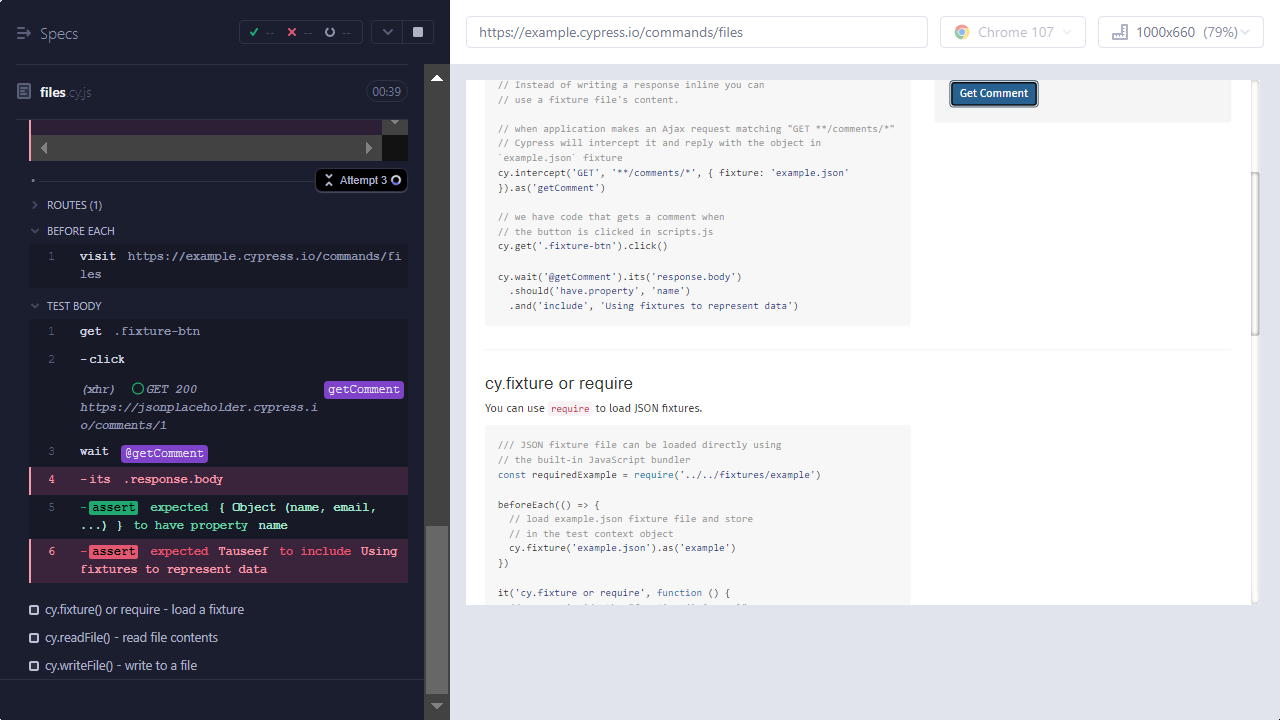 Specs
--
--
--
files.cy.js
00:39
Attempt 3
ROUTES (1)
BEFORE EACH
1 visit https://example.cypress.io/commands/fi
les
TEST BODY
1 get .fixture-btn
2 -click
(xhr) GET 200
https://jsonplaceholder.cypress.i
o/comments/1
getComment
3 wait @getComment
4 -its .response.body
5 -assert expected { Object (name, email,
...) } to have property name
6 -assert expected Tauseef to include Using
fixtures to represent data
cy.fixture() or require - load a fixture
cy.readFile() - read file contents
cy.writeFile() - write to a file
https://example.cypress.io/commands/files
Chrome 107
1000x660 (79%)
// Instead of writing a response inline you can
// use a fixture file's content.
// when application makes an Ajax request matching "GET **/comments/*"
// Cypress will intercept it and reply with the object in
`example.json` fixture
cy.intercept('GET', '**/comments/*', { fixture: 'example.json'
}).as('getComment')
// we have code that gets a comment when
// the button is clicked in scripts.js
cy.get('.fixture-btn').click()
cy.wait('@getComment').its('response.body')
.should('have.property', 'name')
.and('include', 'Using fixtures to represent data')
Get Comment
cy.fixture or require
You can use require to load JSON fixtures.
/// JSON fixture file can be loaded directly using
// the built-in JavaScript bundler
const requiredExample = require('../../fixtures/example')
beforeEach(() => {
// load example.json fixture file and store
// in the test context object
cy.fixture('example.json').as('example')
})
it('cy.fixture or require', function () {